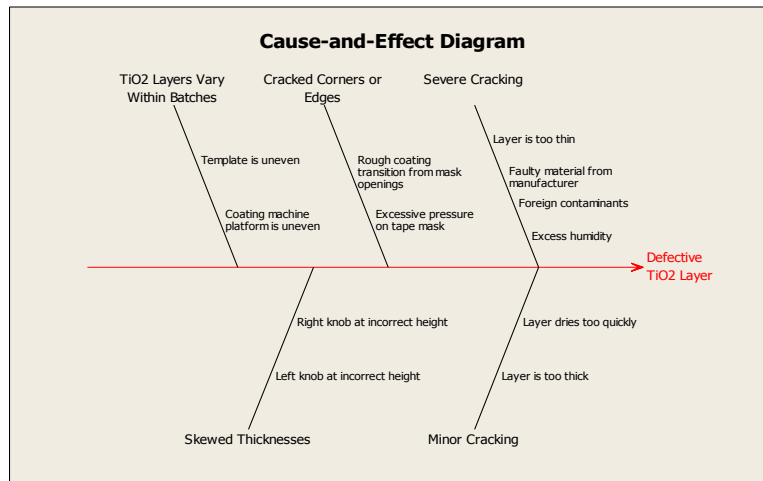 Cause-and-Effect Diagram
TiO2 Layers Vary
Within Batches
Cracked Corners or
Edges
Severe Cracking
Template is uneven
Coating machine
platform is uneven
Rough coating
transition from mask
openings
Excessive pressure
on tape mask
Layer is too thin
Faulty material from
manufacturer
Foreign contaminants
Excess humidity
Defective
TiO2 Layer
Right knob at incorrect height
Left knob at incorrect height
Layer dries too quickly
Layer is too thick
Skewed Thicknesses
Minor Cracking